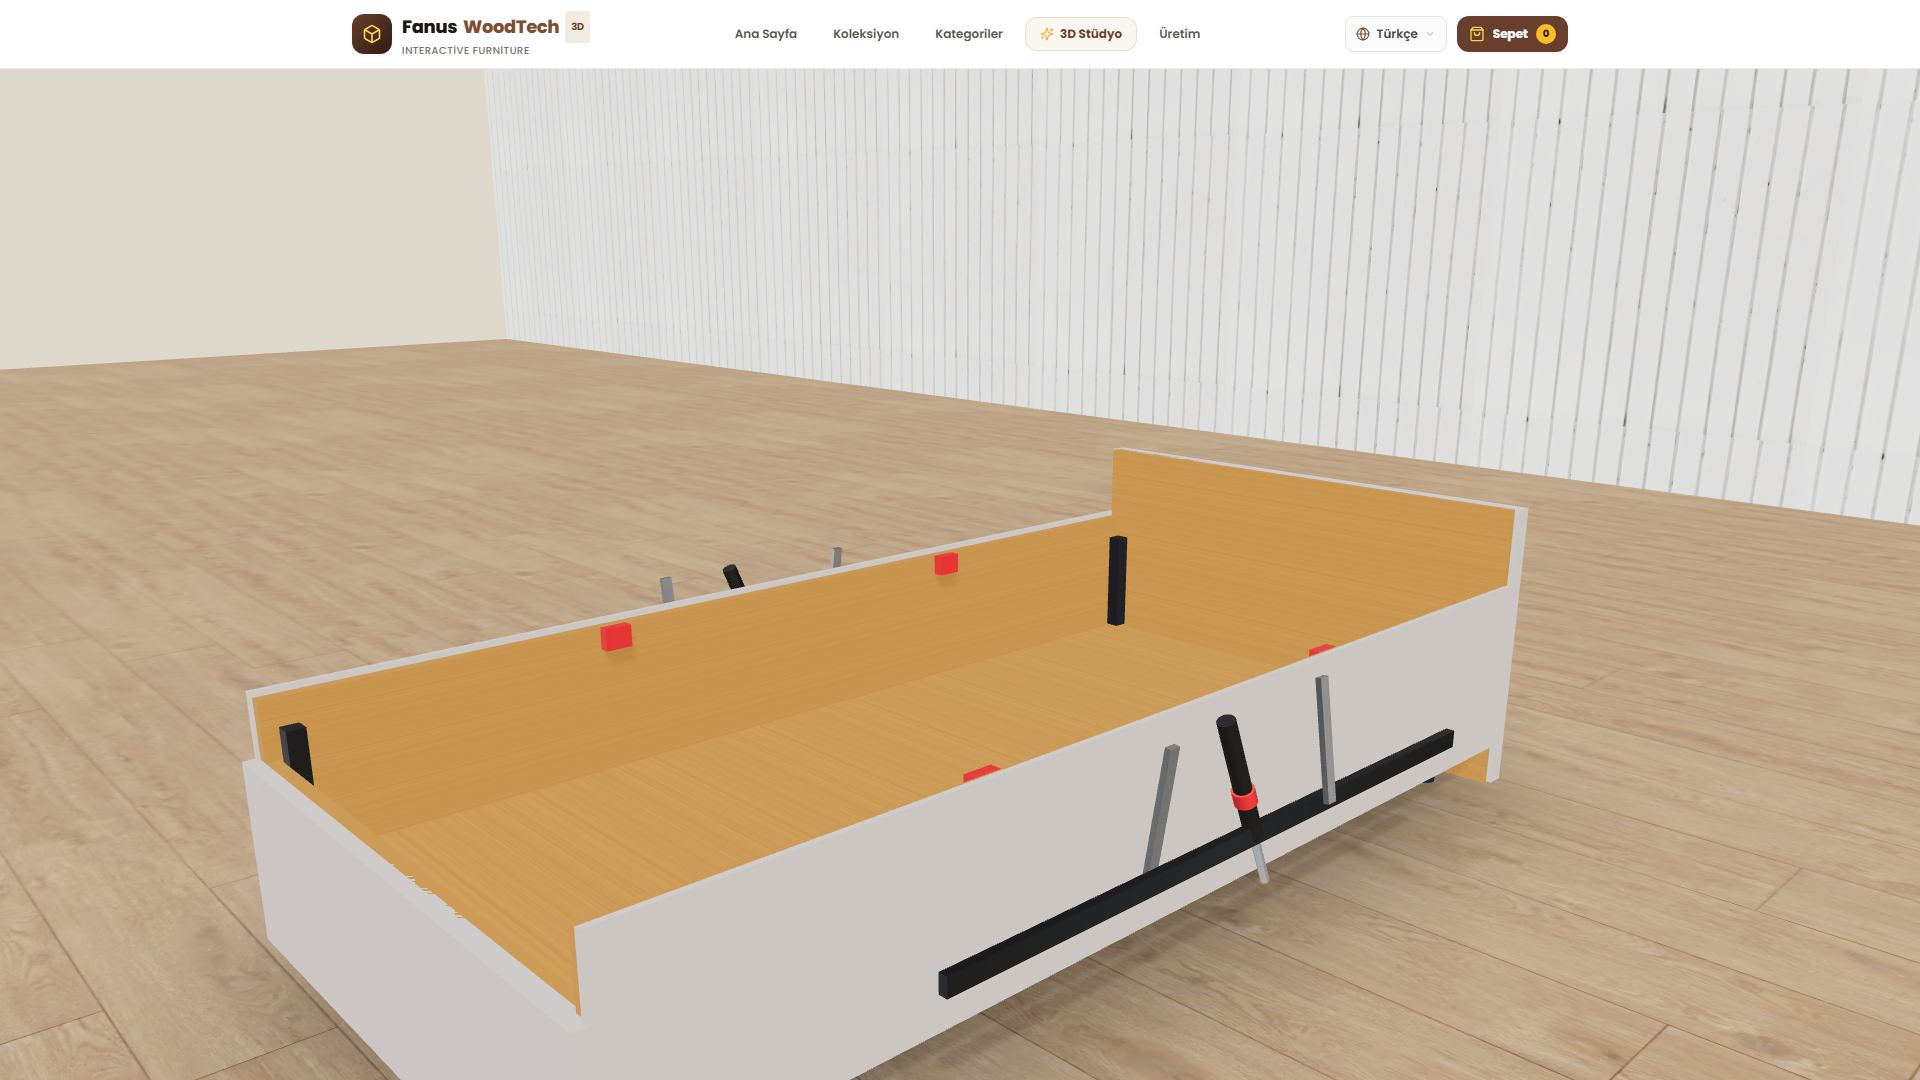 Fanus WoodTech 3D
INTERACTİVE FURNİTURE
Ana Sayfa
Koleksiyon
Kategoriler
3D Stüdyo
Üretim
Türkçe
Sepet 0